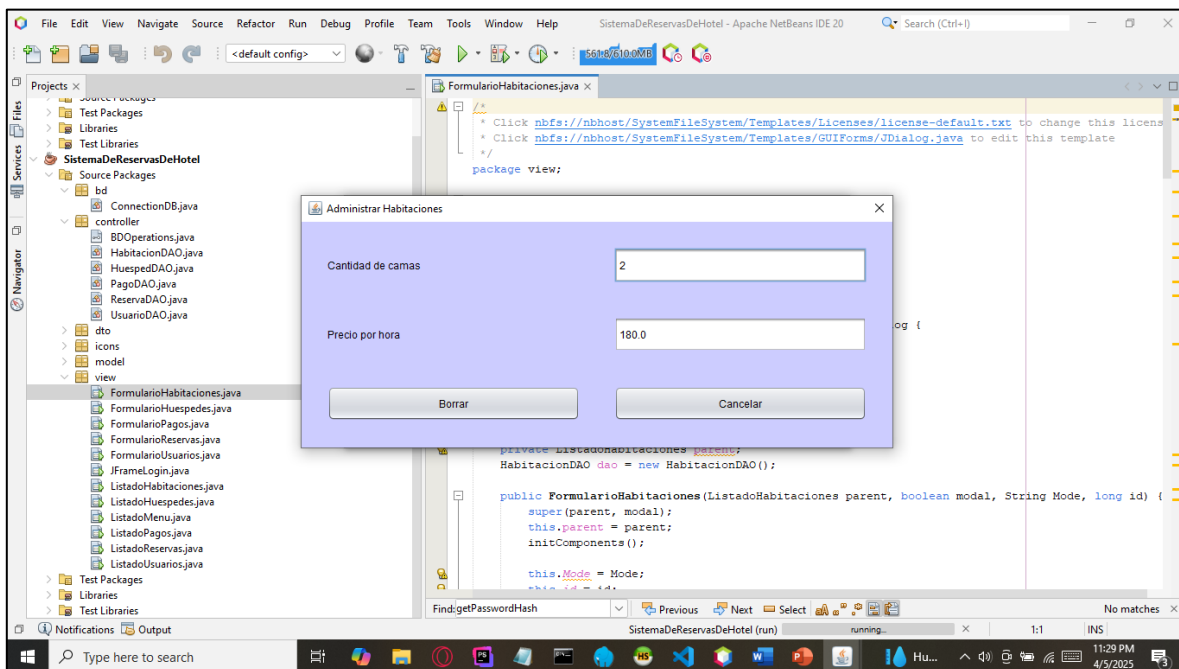 File Edit View Navigate Source Refactor Run Debug Profile Team Tools Window Help SistemaDeReservasDeHotel - Apache NetBeans IDE 20 Search (Ctrl+I)
<default config> 561.8/610.0MB
Projects
Files
Services
Navigator
Source Packages
Test Packages
Libraries
Test Libraries
SistemaDeReservasDeHotel
Source Packages
bd
ConnectionDB.java
controller
BDOperations.java
HabitacionDAO.java
HuespedDAO.java
PagoDAO.java
ReservaDAO.java
UsuarioDAO.java
dto
icons
model
view
FormularioHabitaciones.java
FormularioHuespedes.java
FormularioPagos.java
FormularioReservas.java
FormularioUsuarios.java
JFrameLogin.java
ListadoHabitaciones.java
ListadoHuespedes.java
ListadoMenu.java
ListadoPagos.java
ListadoReservas.java
ListadoUsuarios.java
Test Packages
Libraries
Test Libraries
FormularioHabitaciones.java
/*
* Click nbfs://nbhost/SystemFileSystem/Templates/Licenses/license-default.txt to change this licens
* Click nbfs://nbhost/SystemFileSystem/Templates/GUIForms/JDialog.java to edit this template
*/
package view;
og {
Administrar Habitaciones
Cantidad de camas 2
Precio por hora 180.0
Borrar Cancelar
private ListadoHabitaciones parent;
HabitacionDAO dao = new HabitacionDAO();
public FormularioHabitaciones(ListadoHabitaciones parent, boolean modal, String Mode, long id) {
super(parent, modal);
this.parent = parent;
initComponents();
this.Mode = Mode;
this.id = id;
Find: getPasswordHash Previous Next Select No matches
Notifications Output SistemaDeReservasDeHotel (run) running... 1:1 INS
Type here to search Hu... 11:29 PM
4/5/2025